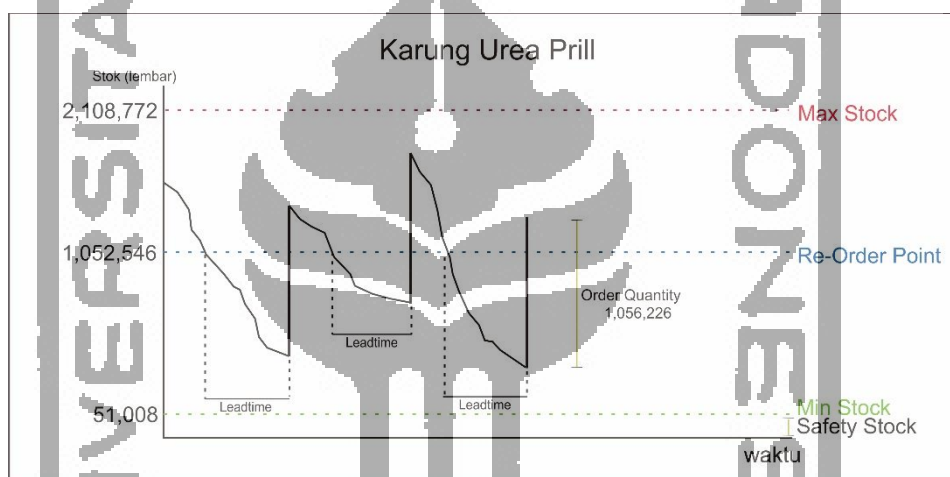 Karung Urea Prill
Stok (lembar)
2,108,772
Max Stock
1,052,546
Re-Order Point
Order Quantity
1,056,226
Leadtime
Leadtime
Leadtime
51,008
Min Stock
Safety Stock
waktu